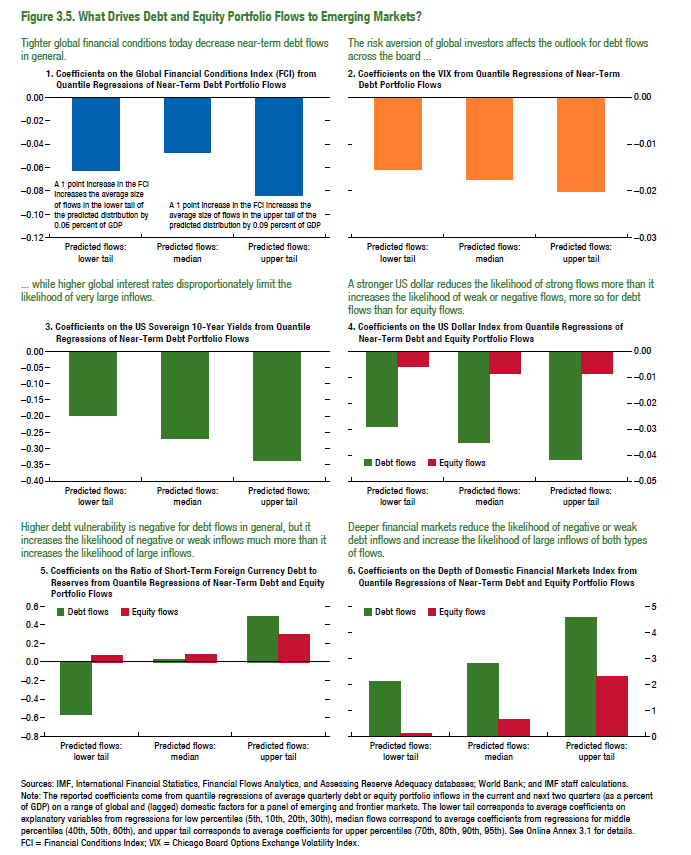 Figure 3.5. What Drives Debt and Equity Portfolio Flows to Emerging Markets?
Tighter global financial conditions today decrease near-term debt flows
in general.
1. Coefficients on the Global Financial Conditions Index (FCI) from
Quantile Regressions of Near-Term Debt Portfolio Flows
0.00
–0.02
–0.04
–0.06
–0.08
–0.10
–0.12
A 1 point increase in the FCI
increases the average size
of flows in the lower tail of
the predicted distribution by
0.06 percent of GDP
A 1 point increase in the FCI increases the
average size of flows in the upper tail of the
predicted distribution by 0.09 percent of GDP
Predicted flows:
lower tail
Predicted flows:
median
Predicted flows:
upper tail
The risk aversion of global investors affects the outlook for debt flows
across the board ...
2. Coefficients on the VIX from Quantile Regressions of Near-Term
Debt Portfolio Flows
0.00
–0.01
–0.02
–0.03
Predicted flows:
lower tail
Predicted flows:
median
Predicted flows:
upper tail
... while higher global interest rates disproportionately limit the
likelihood of very large inflows.
3. Coefficients on the US Sovereign 10-Year Yields from Quantile
Regressions of Near-Term Debt Portfolio Flows
0.00
–0.05
–0.10
–0.15
–0.20
–0.25
–0.30
–0.35
–0.40
Predicted flows:
lower tail
Predicted flows:
median
Predicted flows:
upper tail
A stronger US dollar reduces the likelihood of strong flows more than it
increases the likelihood of weak or negative flows, more so for debt
flows than for equity flows.
4. Coefficients on the US Dollar Index from Quantile Regressions of
Near-Term Debt and Equity Portfolio Flows
0.00
–0.01
–0.02
–0.03
–0.04
–0.05
Debt flows Equity flows
Predicted flows:
lower tail
Predicted flows:
median
Predicted flows:
upper tail
Higher debt vulnerability is negative for debt flows in general, but it
increases the likelihood of negative or weak inflows much more than it
increases the likelihood of large inflows.
5. Coefficients on the Ratio of Short-Term Foreign Currency Debt to
Reserves from Quantile Regressions of Near-Term Debt and Equity
Portfolio Flows
0.6
0.4
0.2
0.0
–0.2
–0.4
–0.6
–0.8
Debt flows Equity flows
Predicted flows:
lower tail
Predicted flows:
median
Predicted flows:
upper tail
Deeper financial markets reduce the likelihood of negative or weak
debt inflows and increase the likelihood of large inflows of both types
of flows.
6. Coefficients on the Depth of Domestic Financial Markets Index from
Quantile Regressions of Near-Term Debt and Equity Portfolio Flows
Debt flows Equity flows
5
4
3
2
1
0
Predicted flows:
lower tail
Predicted flows:
median
Predicted flows:
upper tail
Sources: IMF, International Financial Statistics, Financial Flows Analytics, and Assessing Reserve Adequacy databases; World Bank; and IMF staff calculations.
Note: The reported coefficients come from quantile regressions of average quarterly debt or equity portfolio inflows in the current and next two quarters (as a percent
of GDP) on a range of global and (lagged) domestic factors for a panel of emerging and frontier markets. The lower tail corresponds to average coefficients on
explanatory variables from regressions for low percentiles (5th, 10th, 20th, 30th), median flows correspond to average coefficients from regressions for middle
percentiles (40th, 50th, 60th), and upper tail corresponds to average coefficients for upper percentiles (70th, 80th, 90th, 95th). See Online Annex 3.1 for details.
FCI = Financial Conditions Index; VIX = Chicago Board Options Exchange Volatility Index.